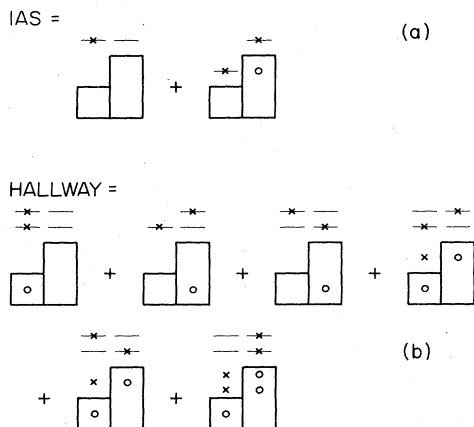 IAS =
(a)
+
HALLWAY =
+ + +
+ +
(b)